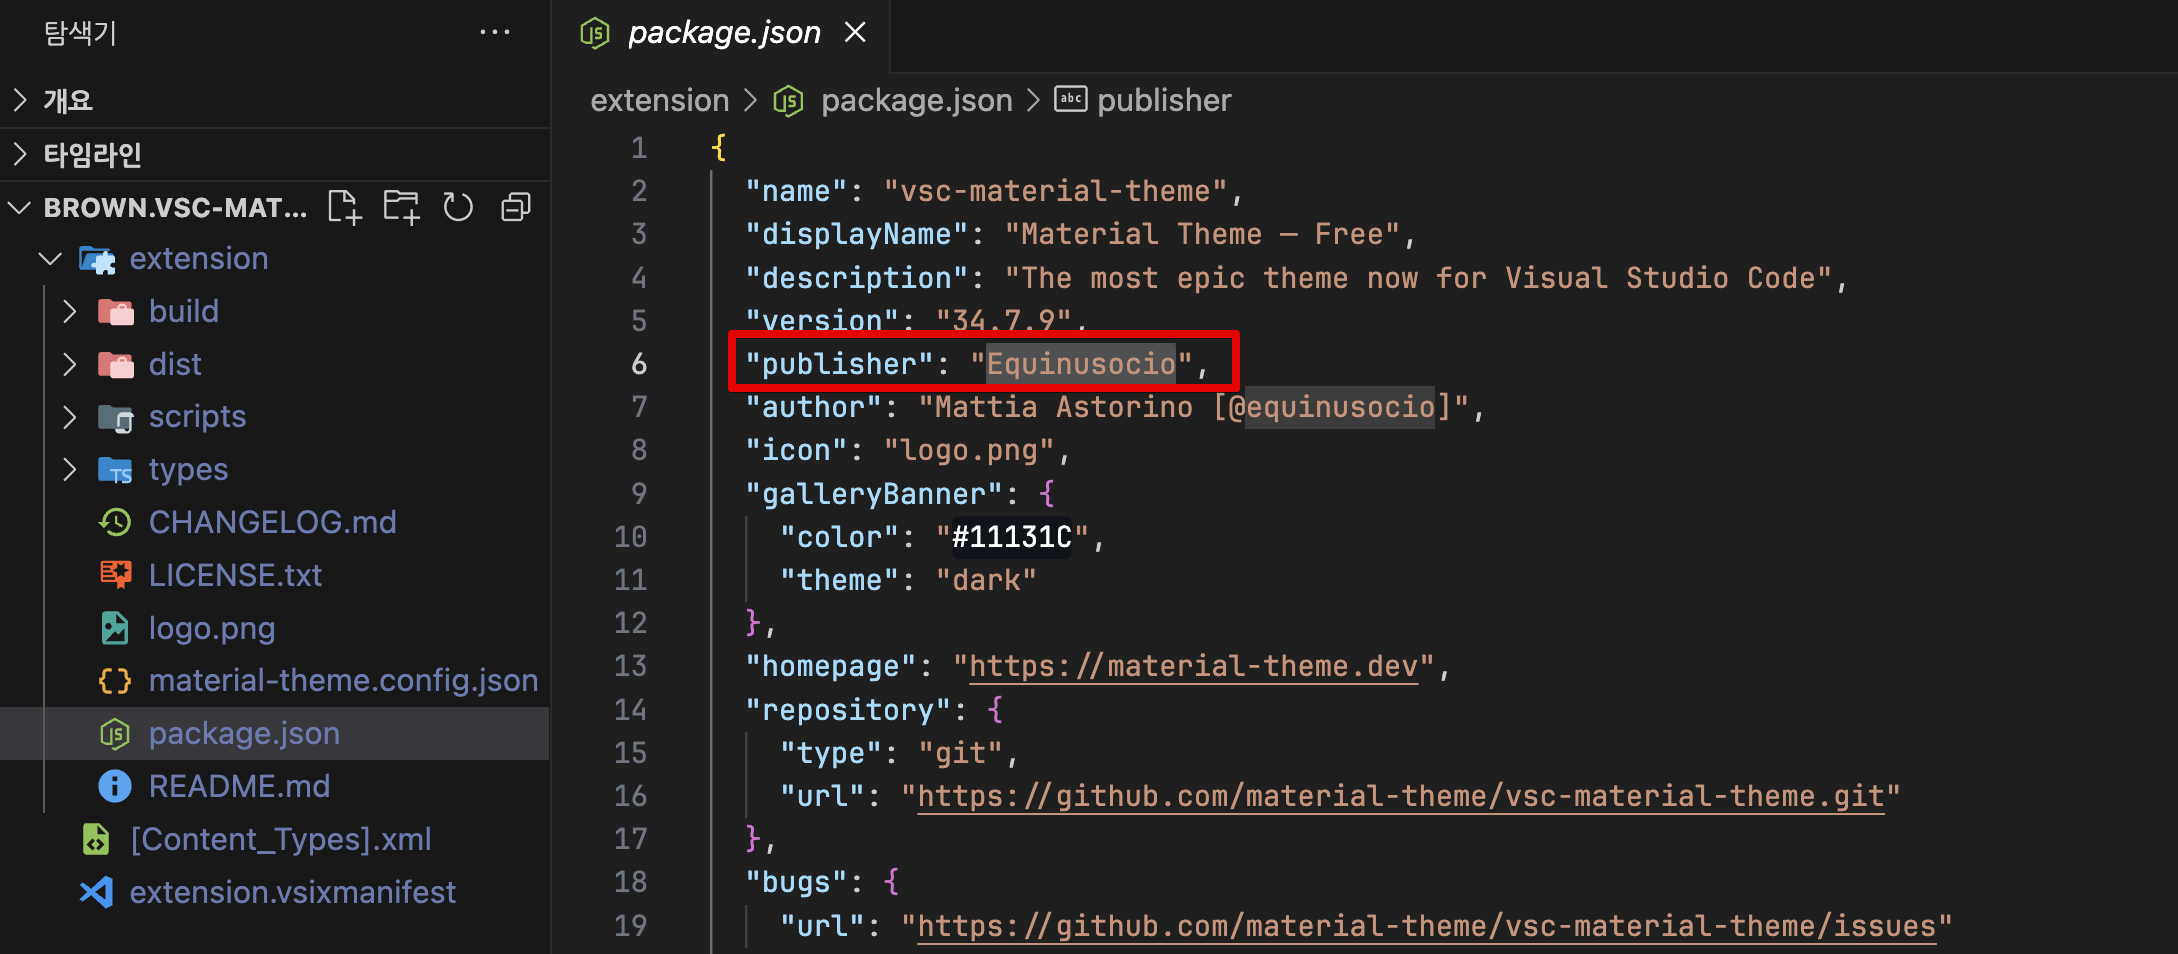 탐색기
개요
타임라인
BROWN.VSC-MAT...
extension
build
dist
scripts
types
CHANGELOG.md
LICENSE.txt
logo.png
material-theme.config.json
package.json
README.md
[Content_Types].xml
extension.vsixmanifest
package.json
extension > package.json > publisher
1 {
2 "name": "vsc-material-theme",
3 "displayName": "Material Theme — Free",
4 "description": "The most epic theme now for Visual Studio Code",
5 "version": "34.7.9",
6 "publisher": "Equinusocio",
7 "author": "Mattia Astorino [@equinusocio]",
8 "icon": "logo.png",
9 "galleryBanner": {
10 "color": "#11131C",
11 "theme": "dark"
12 },
13 "homepage": "https://material-theme.dev",
14 "repository": {
15 "type": "git",
16 "url": "https://github.com/material-theme/vsc-material-theme.git"
17 },
18 "bugs": {
19 "url": "https://github.com/material-theme/vsc-material-theme/issues"